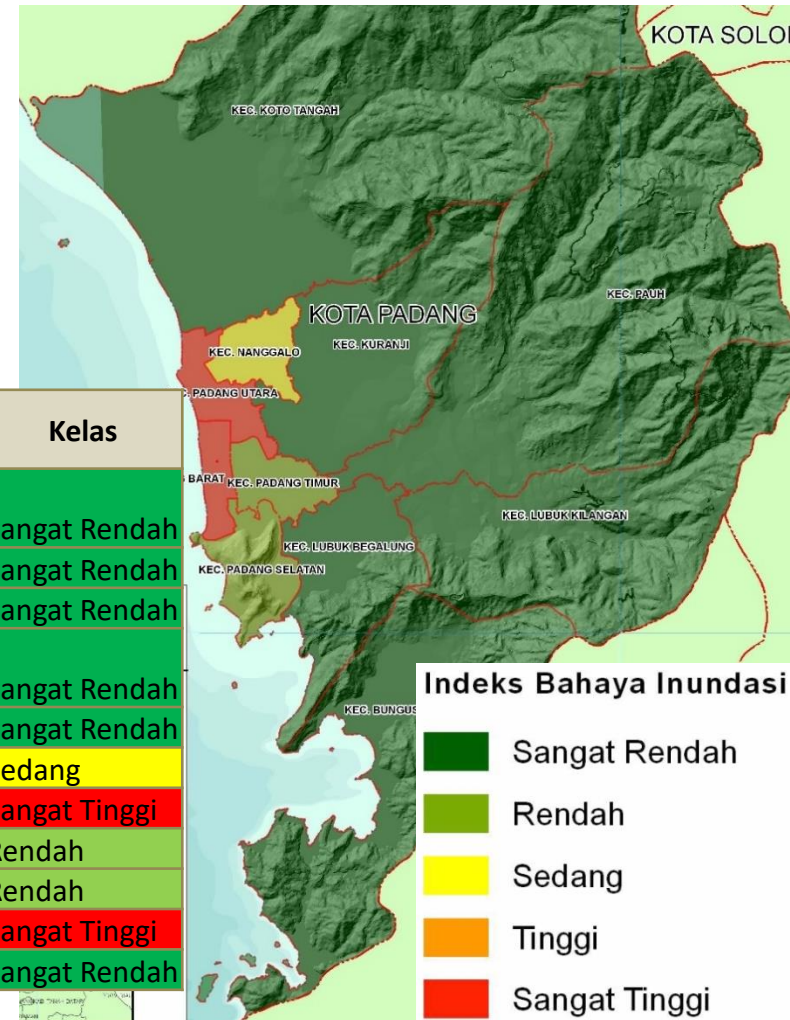 KOTA SOLO
KEC. KOTO TANGAH
KOTA PADANG
KEC. PAUH
KEC. KURANJI
KEC. NANGGALO
PADANG UTARA
BARAT
KEC. PADANG TIMUR
KEC. LUBUK KILANGAN
KEC. LUBUK BEGALUNG
KEC. PADANG SELATAN
KEC. BUNGUS
Kelas
angat Rendah
angat Rendah
angat Rendah
angat Rendah
angat Rendah
edang
angat Tinggi
Rendah
Rendah
angat Tinggi
angat Rendah
Indeks Bahaya Inundasi
Sangat Rendah
Rendah
Sedang
Tinggi
Sangat Tinggi